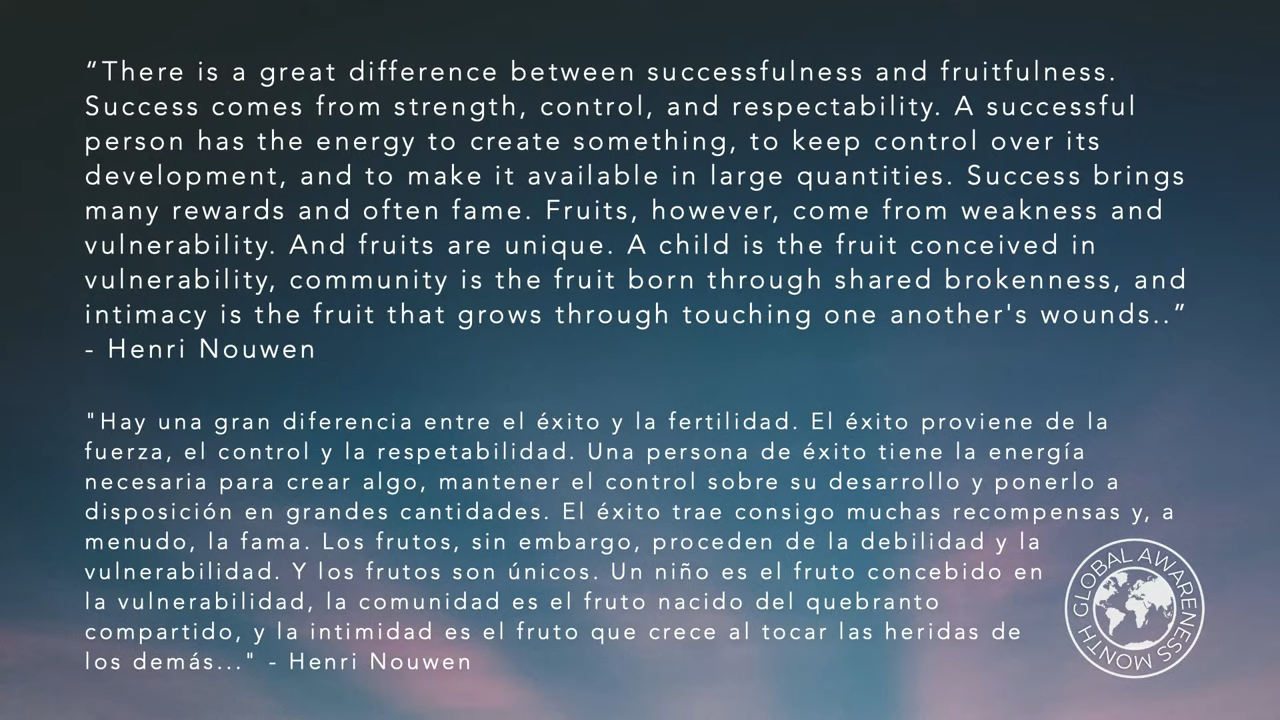 “There is a great difference between successfulness and fruitfulness.
Success comes from strength, control, and respectability. A successful
person has the energy to create something, to keep control over its
development, and to make it available in large quantities. Success brings
many rewards and often fame. Fruits, however, come from weakness and
vulnerability. And fruits are unique. A child is the fruit conceived in
vulnerability, community is the fruit born through shared brokenness, and
intimacy is the fruit that grows through touching one another's wounds..”
- Henri Nouwen
"Hay una gran diferencia entre el éxito y la fertilidad. El éxito proviene de la
fuerza, el control y la respetabilidad. Una persona de éxito tiene la energía
necesaria para crear algo, mantener el control sobre su desarrollo y ponerlo a
disposición en grandes cantidades. El éxito trae consigo muchas recompensas y, a
menudo, la fama. Los frutos, sin embargo, proceden de la debilidad y la
vulnerabilidad. Y los frutos son únicos. Un niño es el fruto concebido en
la vulnerabilidad, la comunidad es el fruto nacido del quebranto
compartido, y la intimidad es el fruto que crece al tocar las heridas de
los demás..." - Henri Nouwen
GLOBAL AWARENESS MONTH